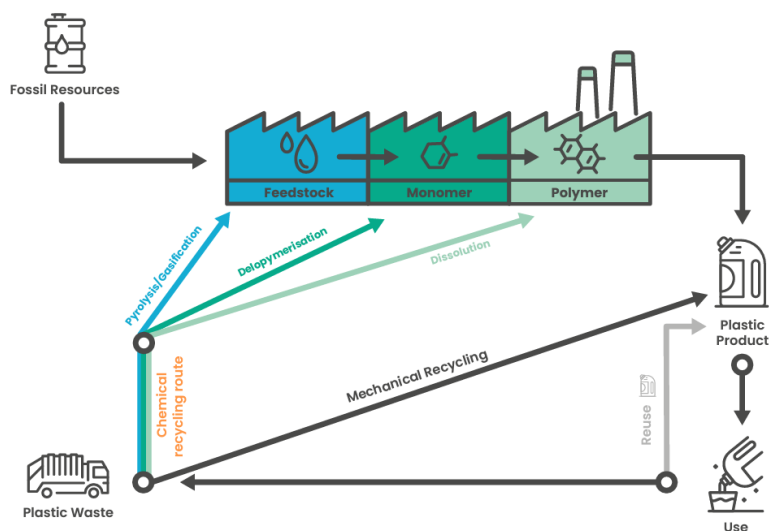 Fossil Resources
Feedstock
Monomer
Polymer
Pyrolysis/Gasification
Delopymerisation
Dissolution
Plastic
Product
Mechanical Recycling
Chemical
recycling route
Reuse
Plastic Waste
Use